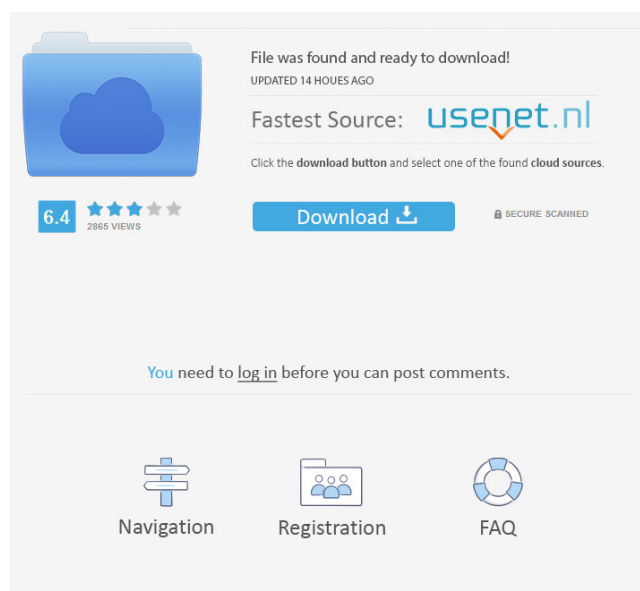 File was found and ready to download!
UPDATED 14 HOUES AGO
Fastest Source: usenet.nl
Click the download button and select one of the found cloud sources.
6.4
2865 VIEWS
Download
SECURE SCANNED
You need to log in before you can post comments.
Navigation
Registration
FAQ